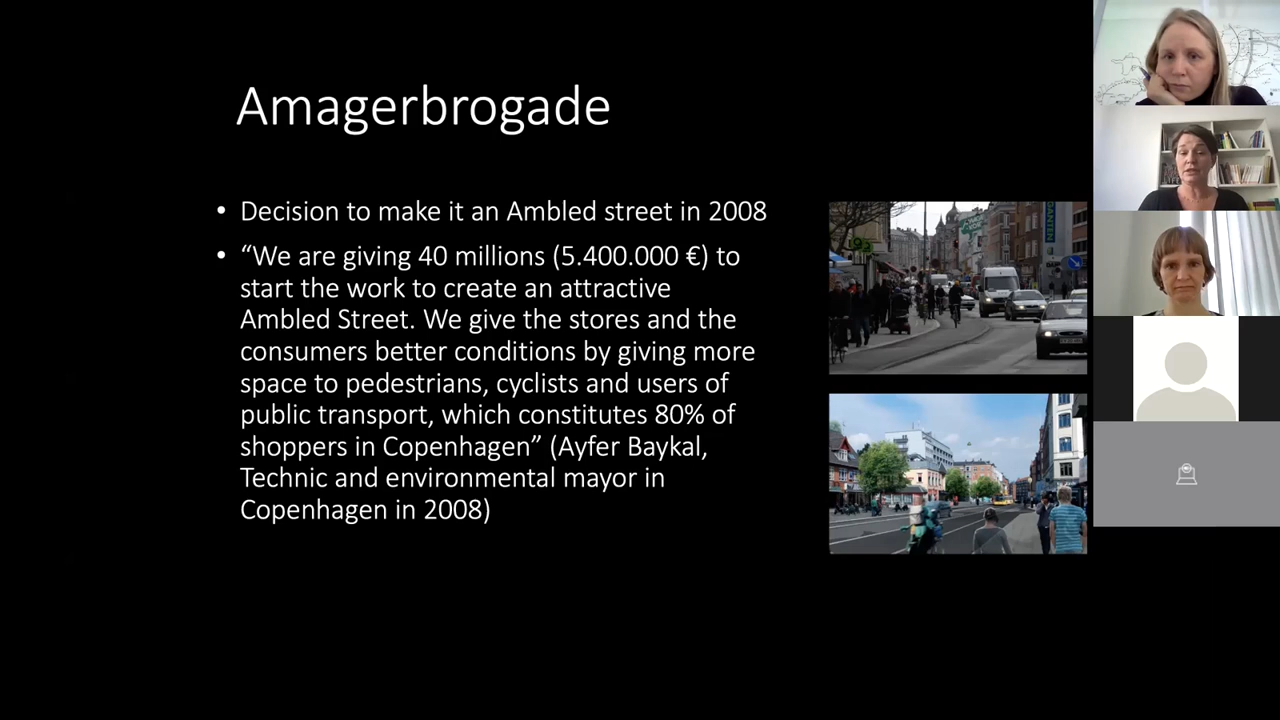 Amagerbrogade
• Decision to make it an Ambled street in 2008
• “We are giving 40 millions (5.400.000 €) to
start the work to create an attractive
Ambled Street. We give the stores and the
consumers better conditions by giving more
space to pedestrians, cyclists and users of
public transport, which constitutes 80% of
shoppers in Copenhagen” (Ayfer Baykal,
Technic and environmental mayor in
Copenhagen in 2008)